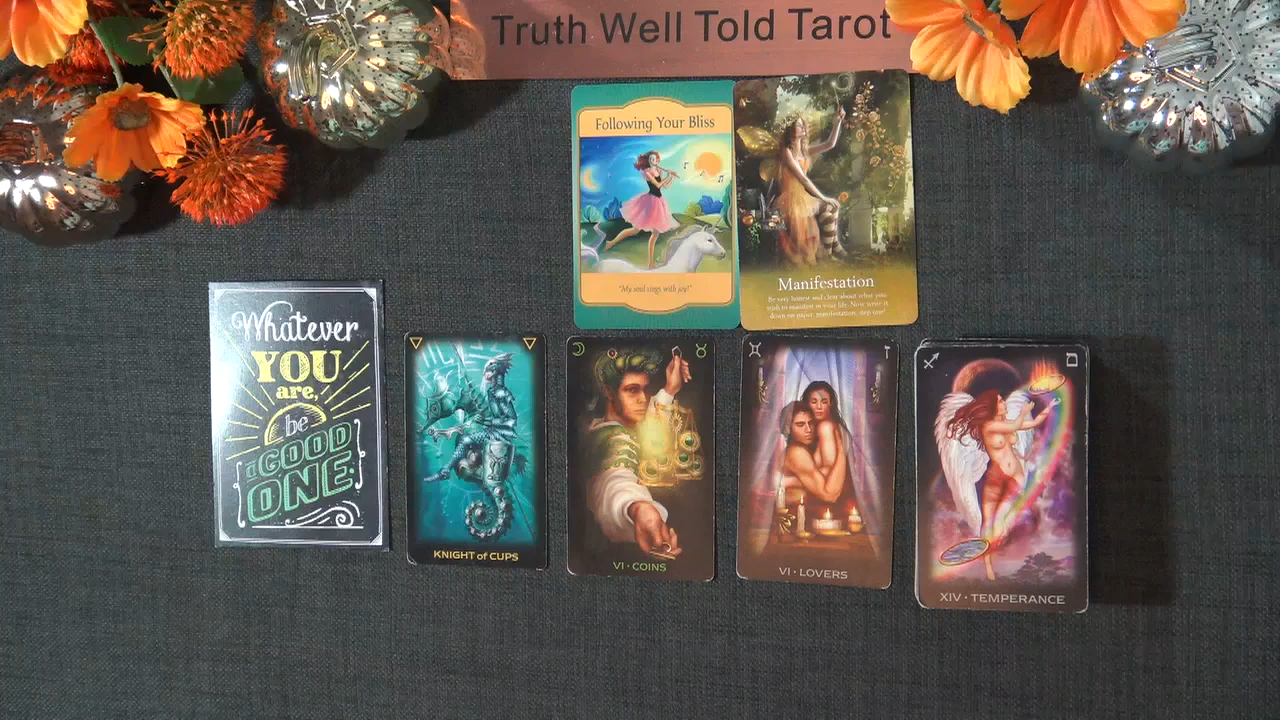 Truth Well Told Tarot
Following Your Bliss
"My soul sings with joy!"
Manifestation
Be very honest and clear about what you
wish to manifest in your life. Now write it
down on paper, manifestation, step one!
Whatever
YOU
are,
be
a GOOD
ONE.
KNIGHT of CUPS
VI • COINS
VI • LOVERS
XIV • TEMPERANCE